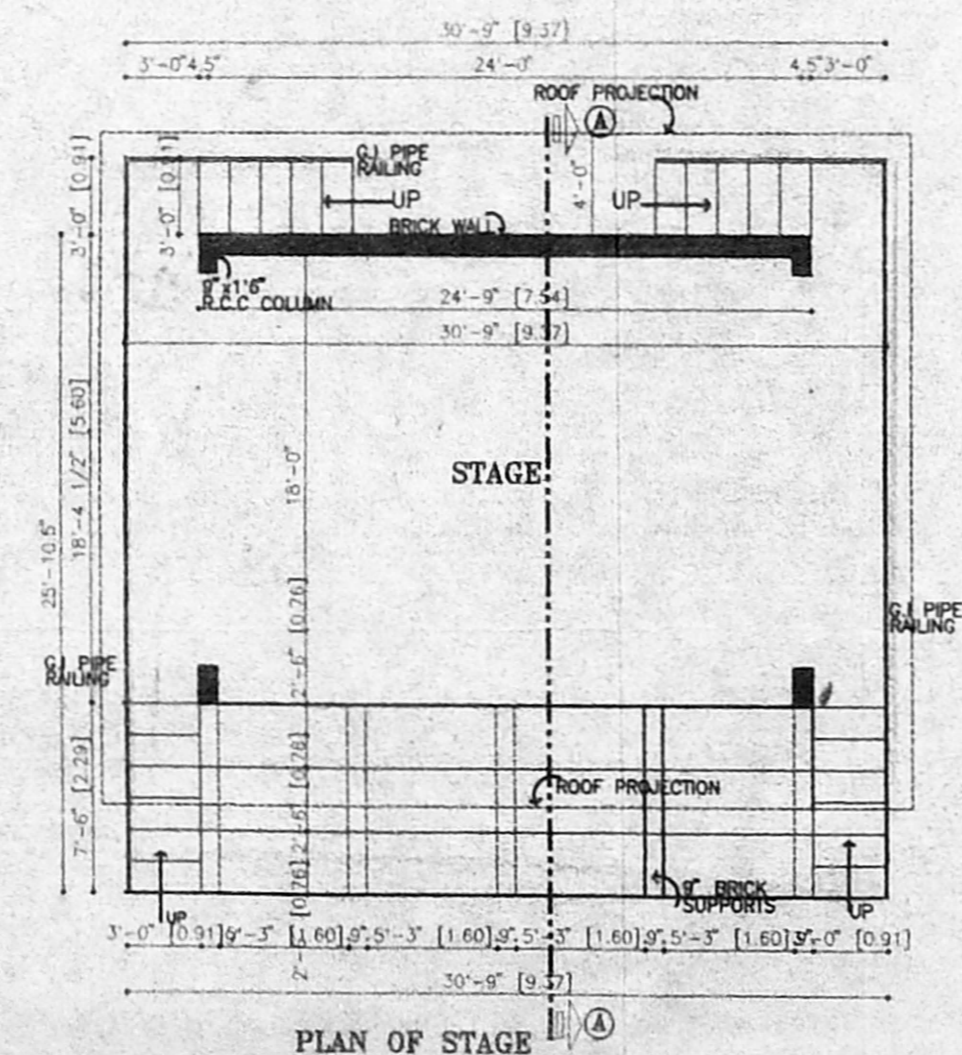 30'-9" [9.37]
3'-0" 4.5" 24'-0" 4.5" 3'-0"
ROOF PROJECTION
A
G.I. PIPE
RAILING
3'-0" [0.91]
3'-0" [0.91]
UP
4'-0"
UP
BRICK WALL
9"x1'6"
R.C.C COLUMN
24'-9" [7.54]
30'-9" [9.37]
STAGE
18'-0"
18'-4 1/2" [5.60]
25'-10.5"
G.I. PIPE
RAILING
G.I. PIPE
RAILING
2'-6" [0.76]
7'-6" [2.29]
2'-6" [0.76]
ROOF PROJECTION
[0.76]
9" BRICK
SUPPORTS
UP
UP
3'-0" [0.91] 9" [1.60] 9" 5'-3" [1.60] 9" 5'-3" [1.60] 9" 5'-3" [1.60] [0.91]
30'-9" [9.37]
A
PLAN OF STAGE